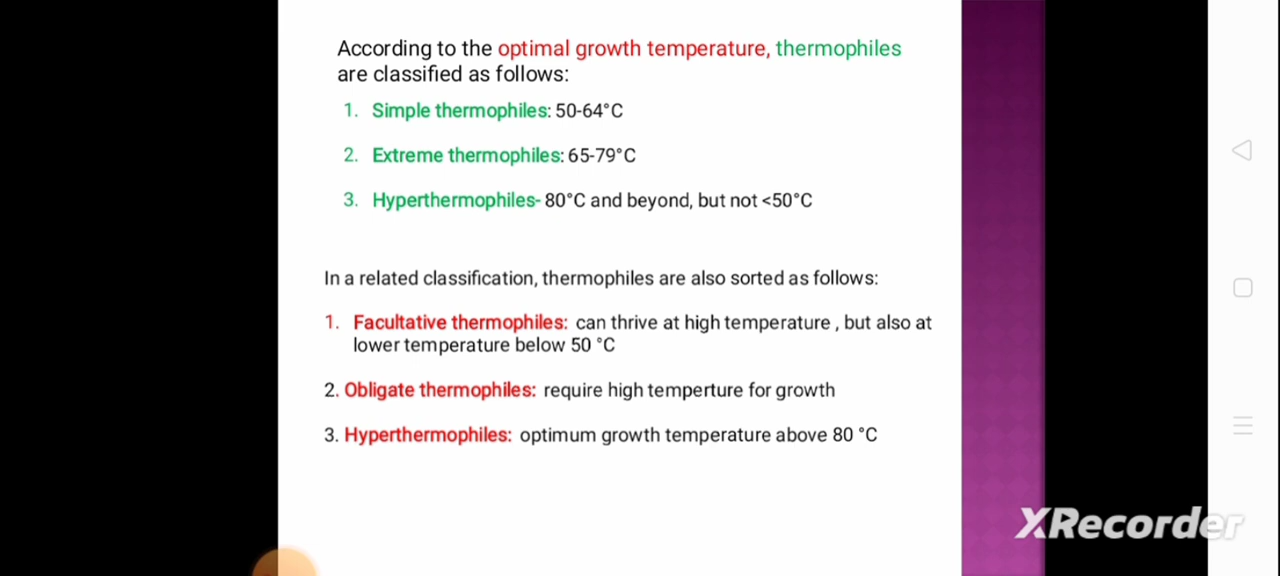 According to the optimal growth temperature, thermophiles
are classified as follows:
1. Simple thermophiles: 50-64°C
2. Extreme thermophiles: 65-79°C
3. Hyperthermophiles- 80°C and beyond, but not <50°C
In a related classification, thermophiles are also sorted as follows:
1. Facultative thermophiles: can thrive at high temperature , but also at
lower temperature below 50 °C
2. Obligate thermophiles: require high temperture for growth
3. Hyperthermophiles: optimum growth temperature above 80 °C
XRecorder